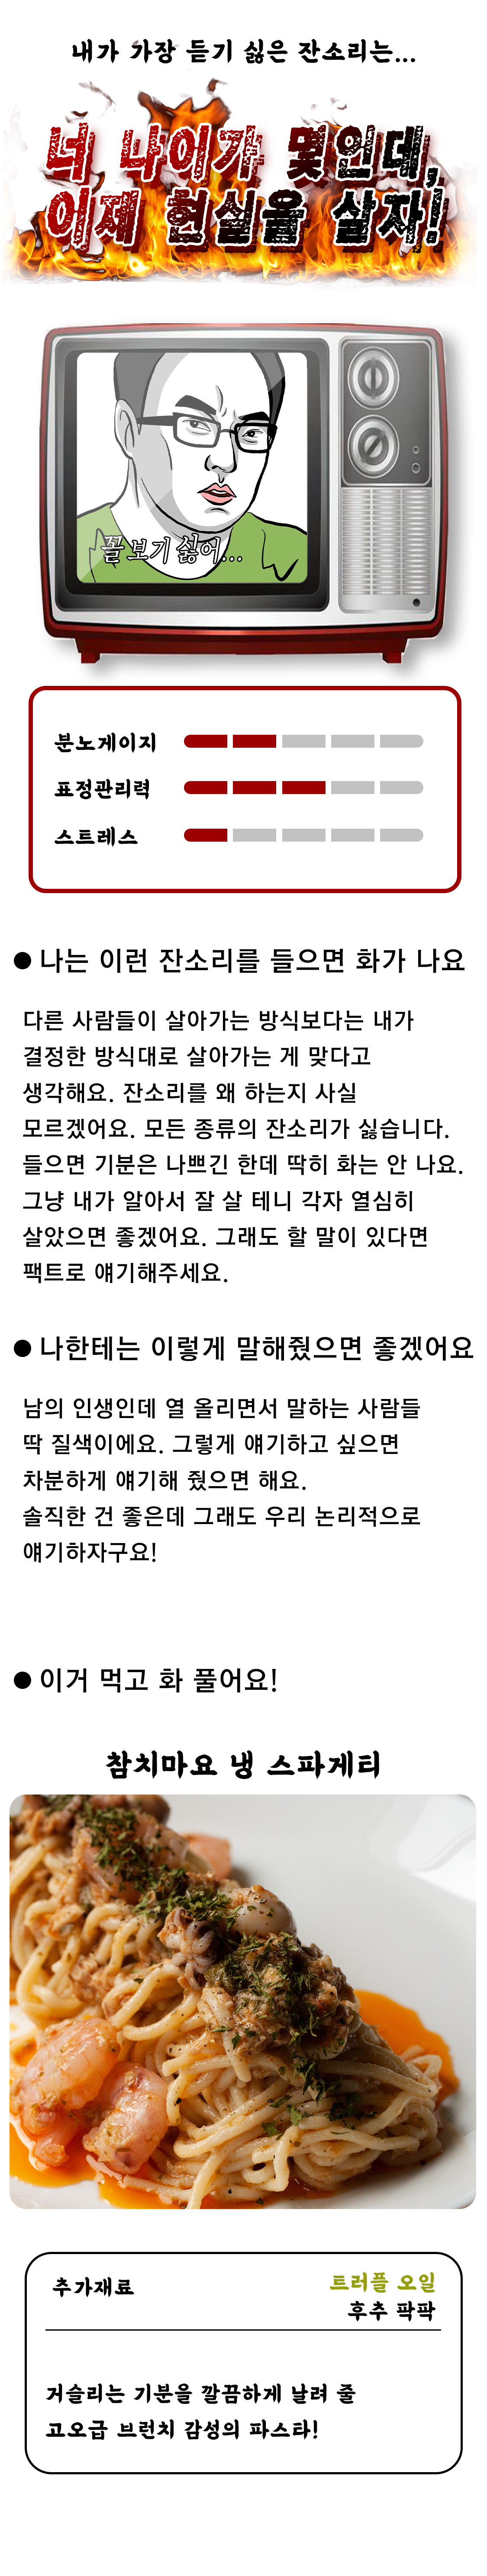 내가 가장 듣기 싫은 잔소리는...
너 나이가 몇인데,
이제 현실을 살자!
꼴 보기 싫어...
분노게이지
표정관리력
스트레스
● 나는 이런 잔소리를 들으면 화가 나요
다른 사람들이 살아가는 방식보다는 내가
결정한 방식대로 살아가는 게 맞다고
생각해요. 잔소리를 왜 하는지 사실
모르겠어요. 모든 종류의 잔소리가 싫습니다.
들으면 기분은 나쁘긴 한데 딱히 화는 안 나요.
그냥 내가 알아서 잘 살 테니 각자 열심히
살았으면 좋겠어요. 그래도 할 말이 있다면
팩트로 얘기해주세요.
● 나한테는 이렇게 말해줬으면 좋겠어요
남의 인생인데 열 올리면서 말하는 사람들
딱 질색이에요. 그렇게 얘기하고 싶으면
차분하게 얘기해 줬으면 해요.
솔직한 건 좋은데 그래도 우리 논리적으로
얘기하자구요!
● 이거 먹고 화 풀어요!
참치마요 냉 스파게티
추가재료
트러플 오일
후추 팍팍
거슬리는 기분을 깔끔하게 날려 줄
고오급 브런치 감성의 파스타!